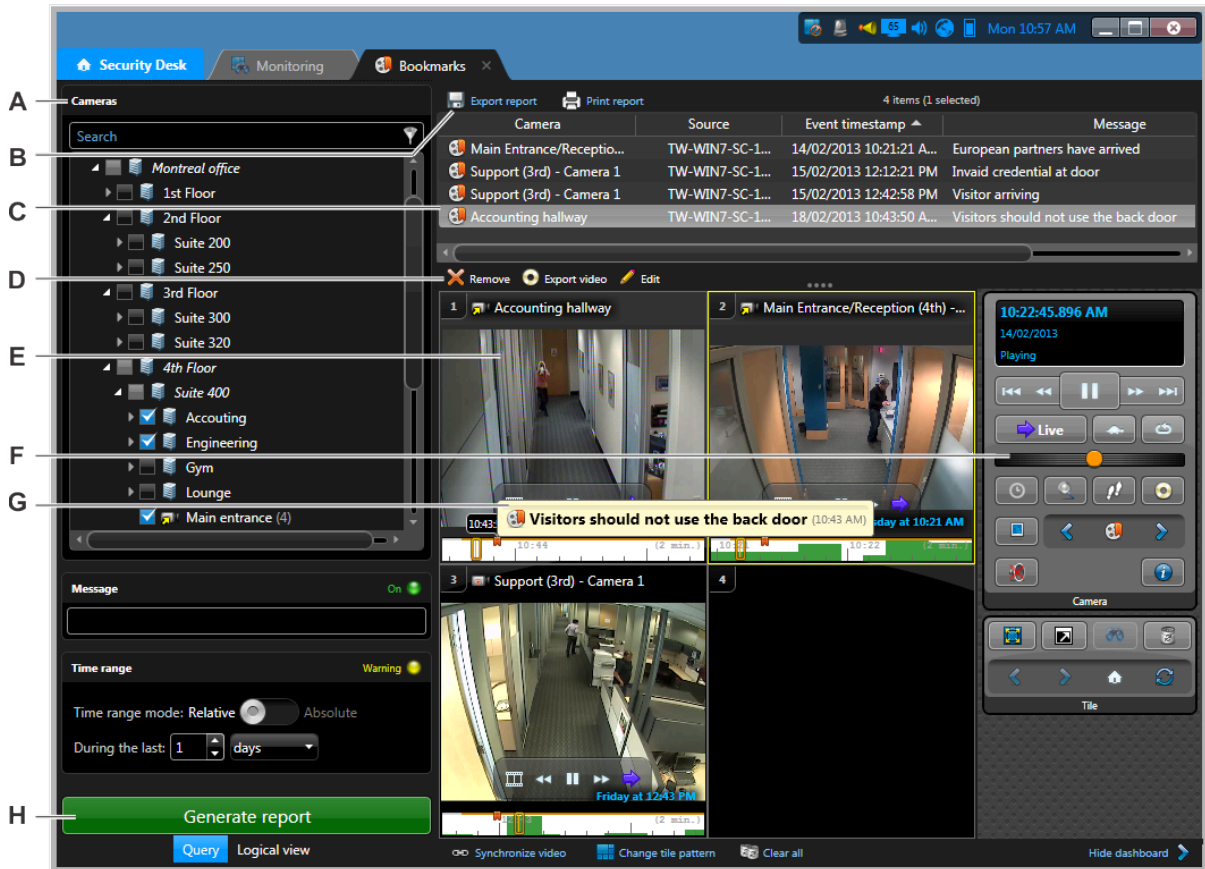 65 Mon 10:57 AM
Security Desk Monitoring Bookmarks
A
Cameras
Export report Print report 4 items (1 selected)
Search
Camera Source Event timestamp Message
B
Main Entrance/Receptio... TW-WIN7-SC-1... 14/02/2013 10:21:21 A... European partners have arrived
Support (3rd) - Camera 1 TW-WIN7-SC-1... 15/02/2013 12:12:21 PM Invaid credential at door
Support (3rd) - Camera 1 TW-WIN7-SC-1... 15/02/2013 12:42:58 PM Visitor arriving
C
Accounting hallway TW-WIN7-SC-1... 18/02/2013 10:43:50 A... Visitors should not use the back door
Montreal office
1st Floor
2nd Floor
Suite 200
Suite 250
3rd Floor
Suite 300
Suite 320
4th Floor
Suite 400
Accouting
Engineering
Gym
Lounge
Main entrance (4)
D
Remove Export video Edit
1 Accounting hallway
2 Main Entrance/Reception (4th) -...
10:22:45.896 AM
14/02/2013
Playing
E
Live
F
G
Visitors should not use the back door (10:43 AM)
10:43
sday at 10:21 AM
10:44 (2 min.)
10:21 10:22 (2 min.)
Camera
3 Support (3rd) - Camera 1
4
Tile
Friday at 12:43 PM
(2 min.)
Message On
Time range Warning
Time range mode: Relative Absolute
During the last: 1 days
H
Generate report
Query Logical view
Synchronize video Change tile pattern Clear all Hide dashboard